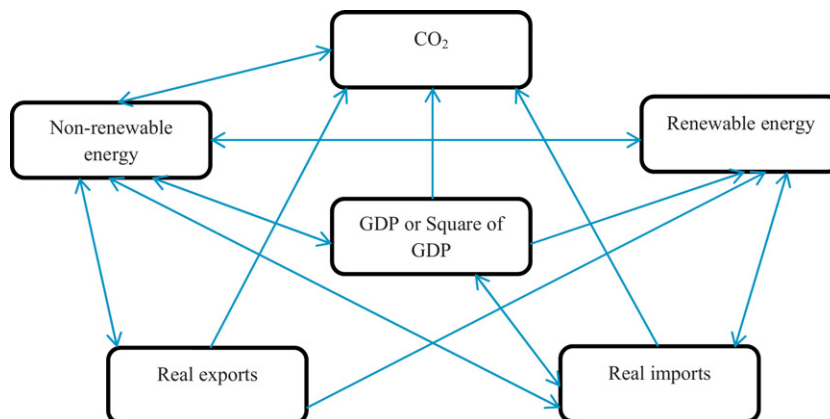 CO₂
Non-renewable
energy
Renewable energy
GDP or Square of
GDP
Real exports
Real imports